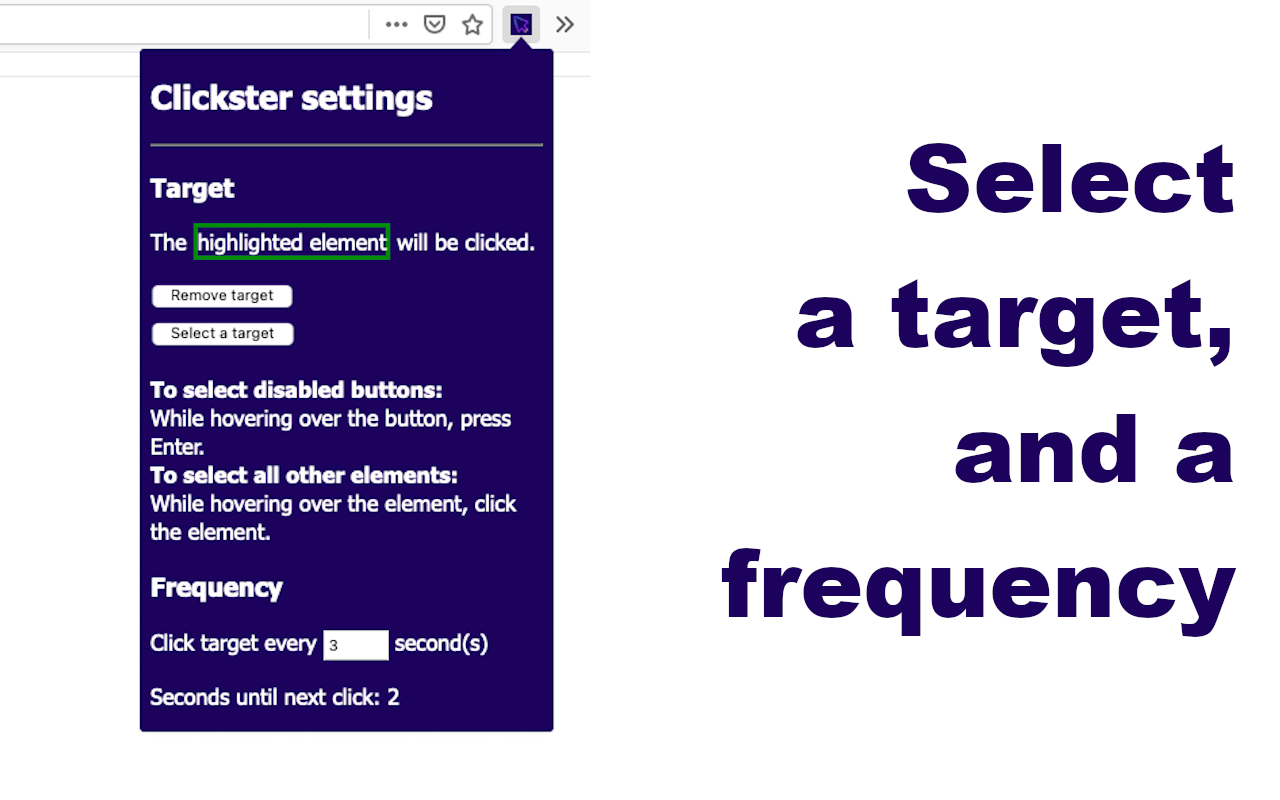 Clickster settings
Target
The highlighted element will be clicked.
Remove target
Select a target
To select disabled buttons:
While hovering over the button, press
Enter.
To select all other elements:
While hovering over the element, click
the element.
Frequency
Click target every 3 second(s)
Seconds until next click: 2
Select
a target,
and a
frequency